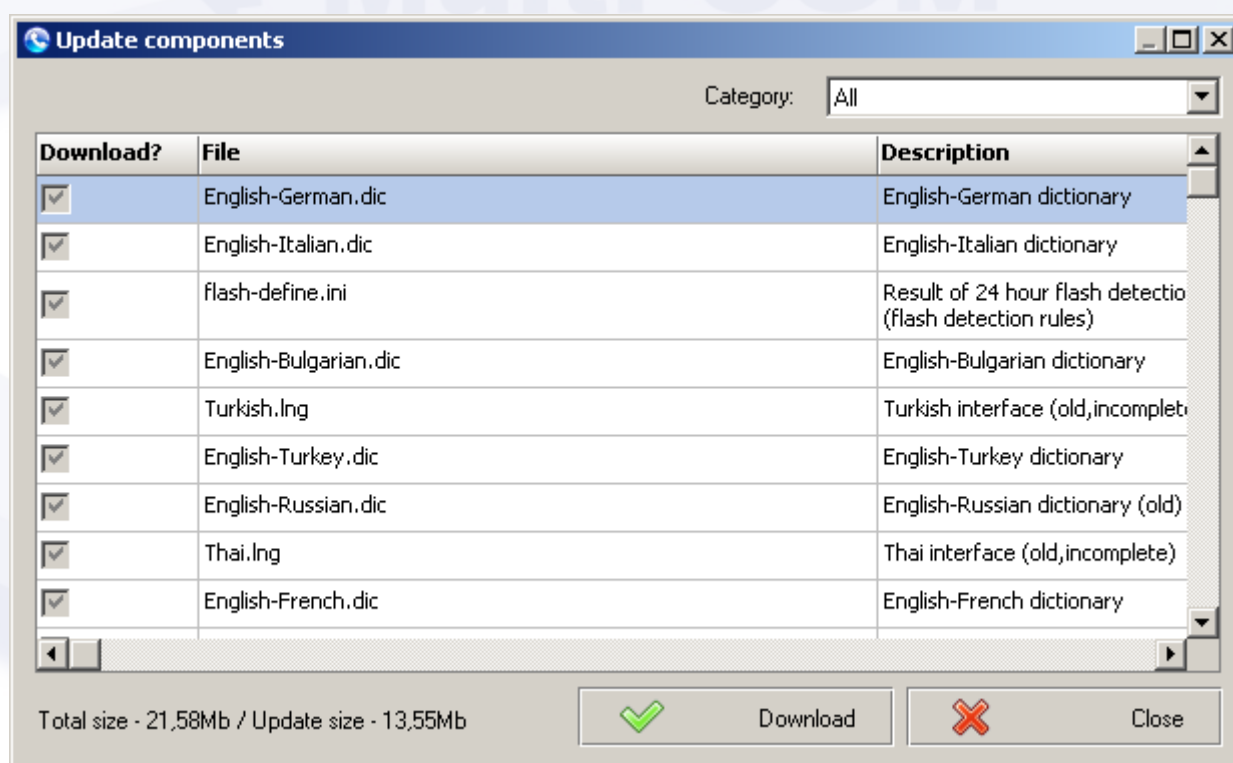 Update components
Category: All
Download? File Description
English-German.dic English-German dictionary
English-Italian.dic English-Italian dictionary
flash-define.ini Result of 24 hour flash detectio
(flash detection rules)
English-Bulgarian.dic English-Bulgarian dictionary
Turkish.lng Turkish interface (old,incomplet
English-Turkey.dic English-Turkey dictionary
English-Russian.dic English-Russian dictionary (old)
Thai.lng Thai interface (old,incomplete)
English-French.dic English-French dictionary
Total size - 21,58Mb / Update size - 13,55Mb Download Close